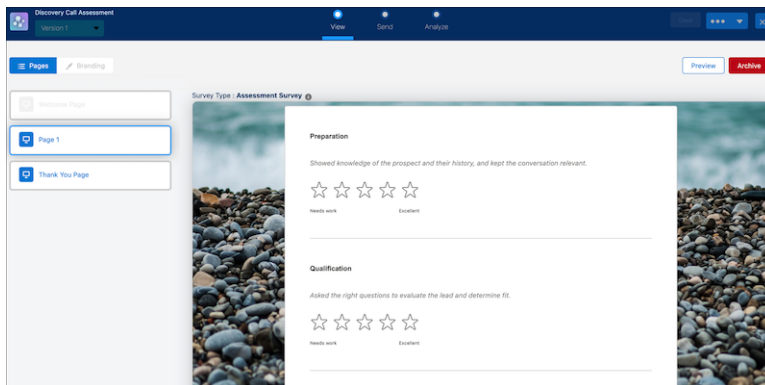 Discovery Call Assessment
Version 1
View
Send
Analyze
Save
Pages
Branding
Preview
Archive
Welcome Page
Survey Type : Assessment Survey
Page 1
Thank You Page
Preparation
Showed knowledge of the prospect and their history, and kept the conversation relevant.
Needs work
Excellent
Qualification
Asked the right questions to evaluate the lead and determine fit.
Needs work
Excellent